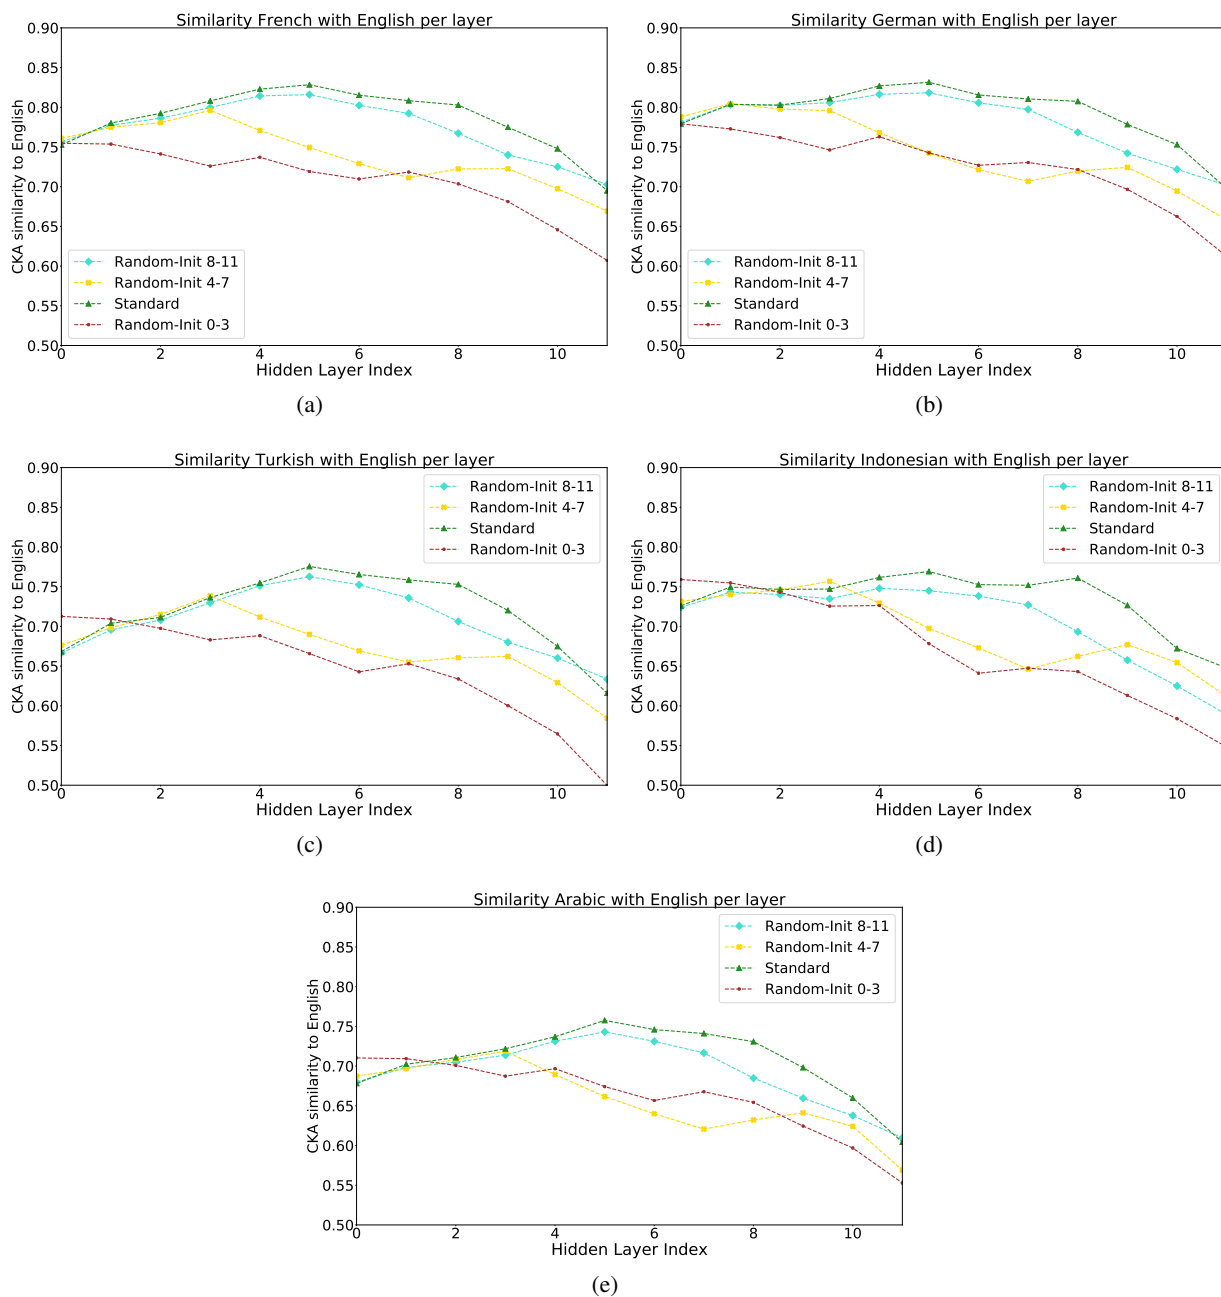 Similarity French with English per layer
CKA similarity to English
0.90
0.85
0.80
0.75
0.70
0.65
0.60
0.55
0.50
Random-Init 8-11
Random-Init 4-7
Standard
Random-Init 0-3
0 2 4 6 8 10
Hidden Layer Index
(a)
Similarity German with English per layer
CKA similarity to English
0.90
0.85
0.80
0.75
0.70
0.65
0.60
0.55
0.50
Random-Init 8-11
Random-Init 4-7
Standard
Random-Init 0-3
0 2 4 6 8 10
Hidden Layer Index
(b)
Similarity Turkish with English per layer
CKA similarity to English
0.90
0.85
0.80
0.75
0.70
0.65
0.60
0.55
0.50
Random-Init 8-11
Random-Init 4-7
Standard
Random-Init 0-3
0 2 4 6 8 10
Hidden Layer Index
(c)
Similarity Indonesian with English per layer
CKA similarity to English
0.90
0.85
0.80
0.75
0.70
0.65
0.60
0.55
0.50
Random-Init 8-11
Random-Init 4-7
Standard
Random-Init 0-3
0 2 4 6 8 10
Hidden Layer Index
(d)
Similarity Arabic with English per layer
CKA similarity to English
0.90
0.85
0.80
0.75
0.70
0.65
0.60
0.55
0.50
Random-Init 8-11
Random-Init 4-7
Standard
Random-Init 0-3
0 2 4 6 8 10
Hidden Layer Index
(e)